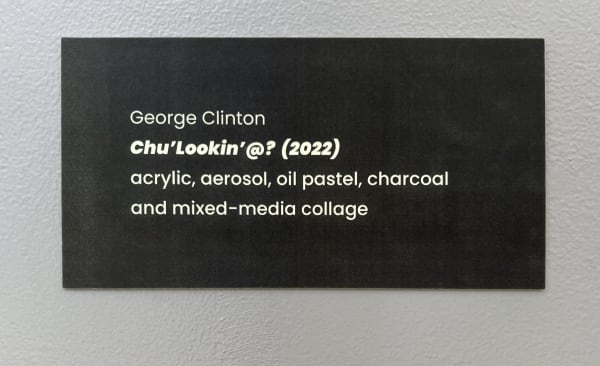 George Clinton
Chu’Lookin’@? (2022)
acrylic, aerosol, oil pastel, charcoal
and mixed-media collage